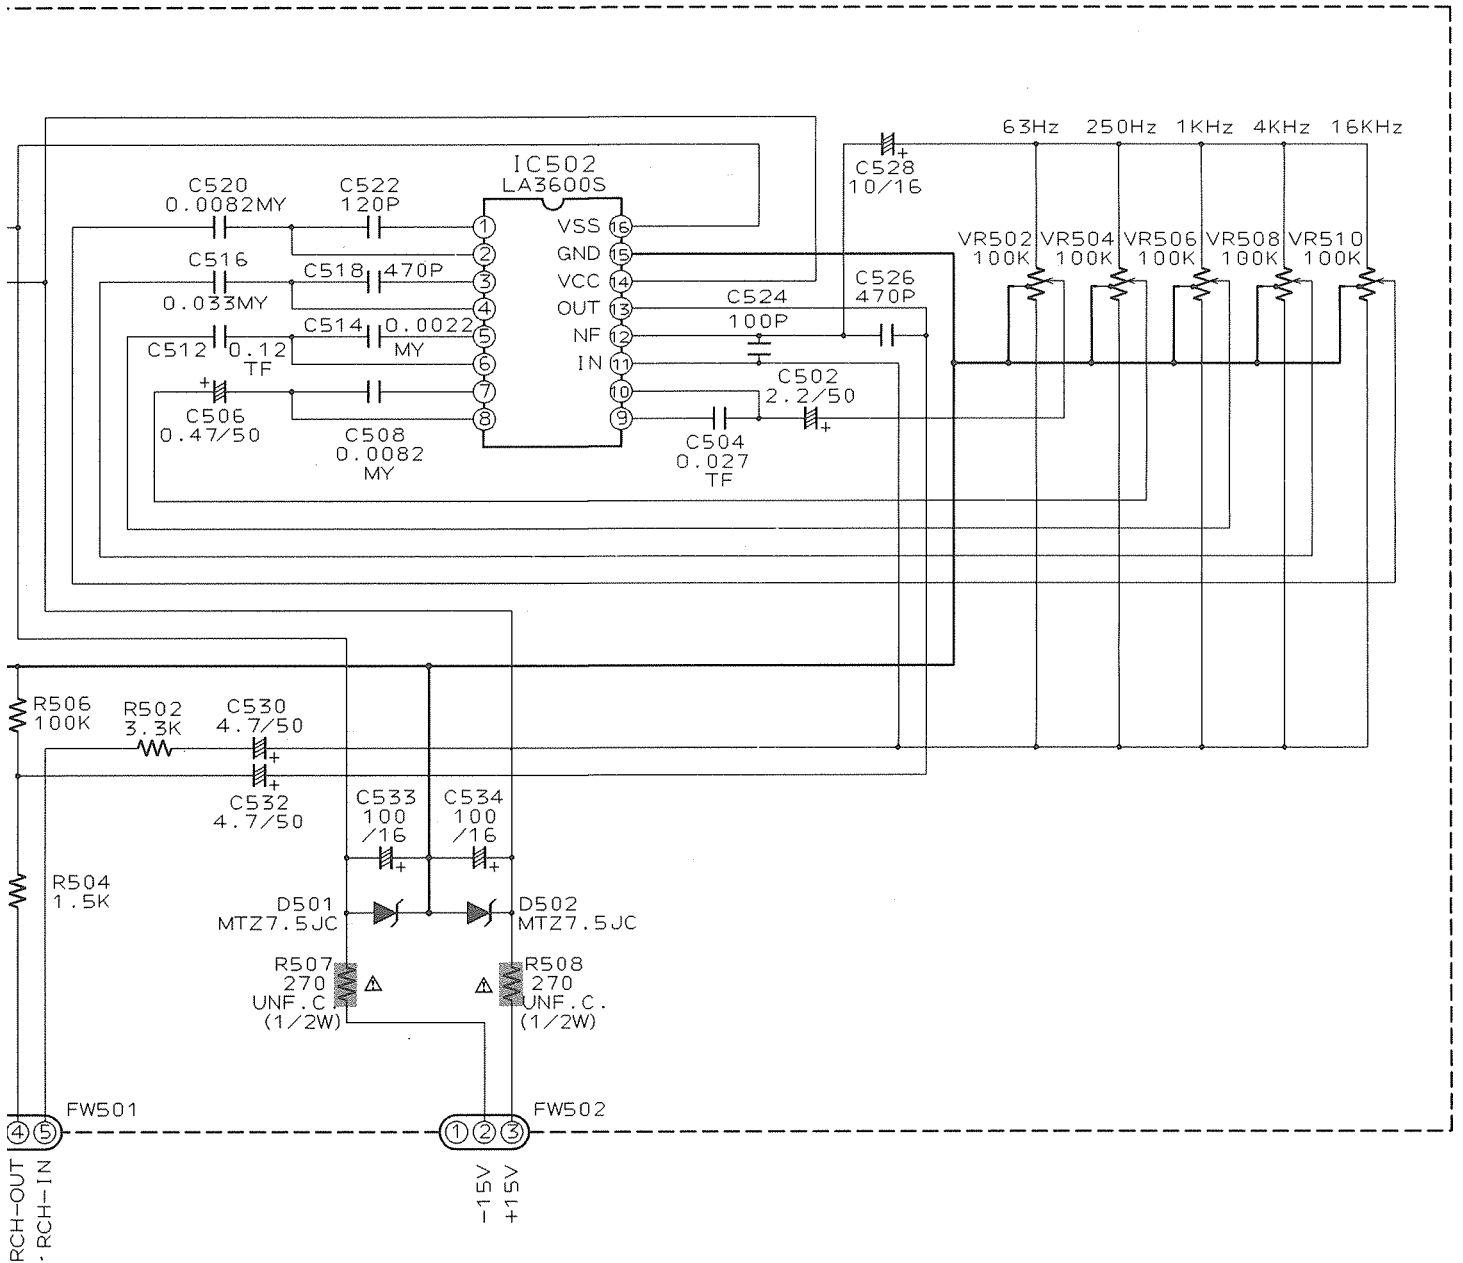 63Hz 250Hz 1KHz 4KHz 16KHz
C528
10/16
IC502
LA3600S
C520
0.0082MY
C522
120P
1
2
3
4
5
6
7
8
VSS 16
GND 15
VCC 14
OUT 13
NF 12
IN 11
10
9
C516
0.033MY
C518 470P
C512 0.12
TF
C514 0.0022
MY
C506
0.47/50
+
C508
0.0082
MY
C524
100P
C526
470P
C502
2.2/50
+
C504
0.027
TF
+
VR502
100K
VR504
100K
VR506
100K
VR508
100K
VR510
100K
R506
100K
R502
3.3K
C530
4.7/50
+
+
C532
4.7/50
C533
100
/16
+
C534
100
/16
+
R504
1.5K
D501
MTZ7.5JC
D502
MTZ7.5JC
R507
270
UNF.C.
(1/2W)
R508
270
UNF.C.
(1/2W)
FW501
4 5
FW502
1 2 3
RCH-OUT
RCH-IN
-15V
+15V